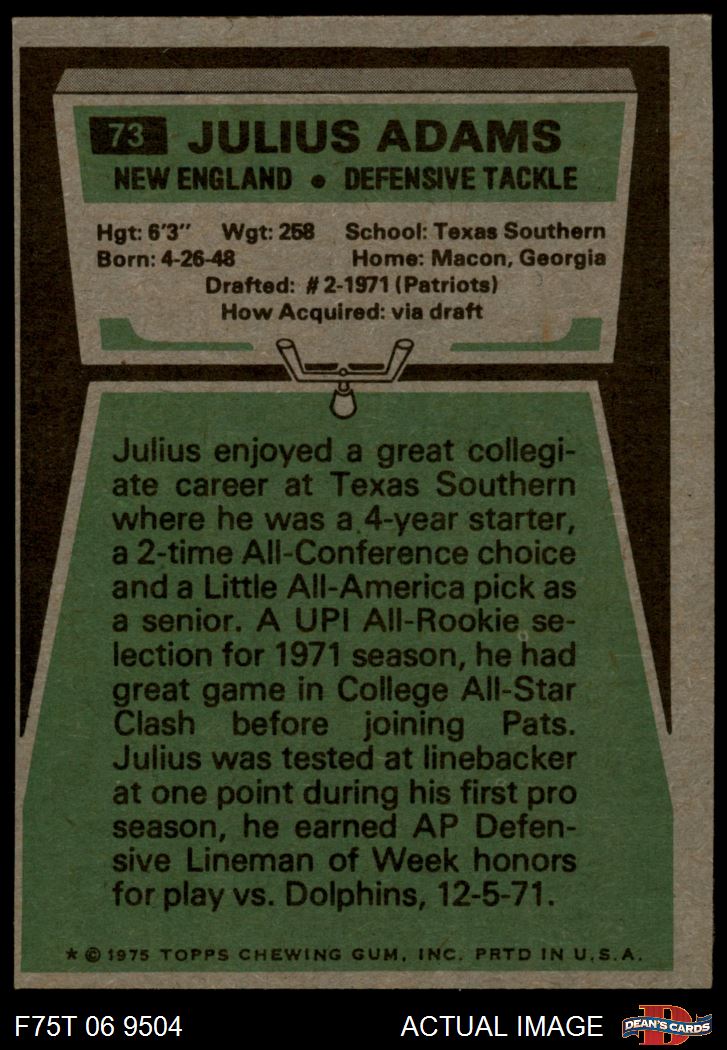 73 JULIUS ADAMS
NEW ENGLAND • DEFENSIVE TACKLE
Hgt: 6'3" Wgt: 258 School: Texas Southern
Born: 4-26-48 Home: Macon, Georgia
Drafted: #2-1971 (Patriots)
How Acquired: via draft
Julius enjoyed a great collegi-
ate career at Texas Southern
where he was a 4-year starter,
a 2-time All-Conference choice
and a Little All-America pick as
a senior. A UPI All-Rookie se-
lection for 1971 season, he had
great game in College All-Star
Clash before joining Pats.
Julius was tested at linebacker
at one point during his first pro
season, he earned AP Defen-
sive Lineman of Week honors
for play vs. Dolphins, 12-5-71.
* © 1975 TOPPS CHEWING GUM, INC. PRTD IN U.S.A.
F75T 06 9504 ACTUAL IMAGE D DEAN'S CARDS